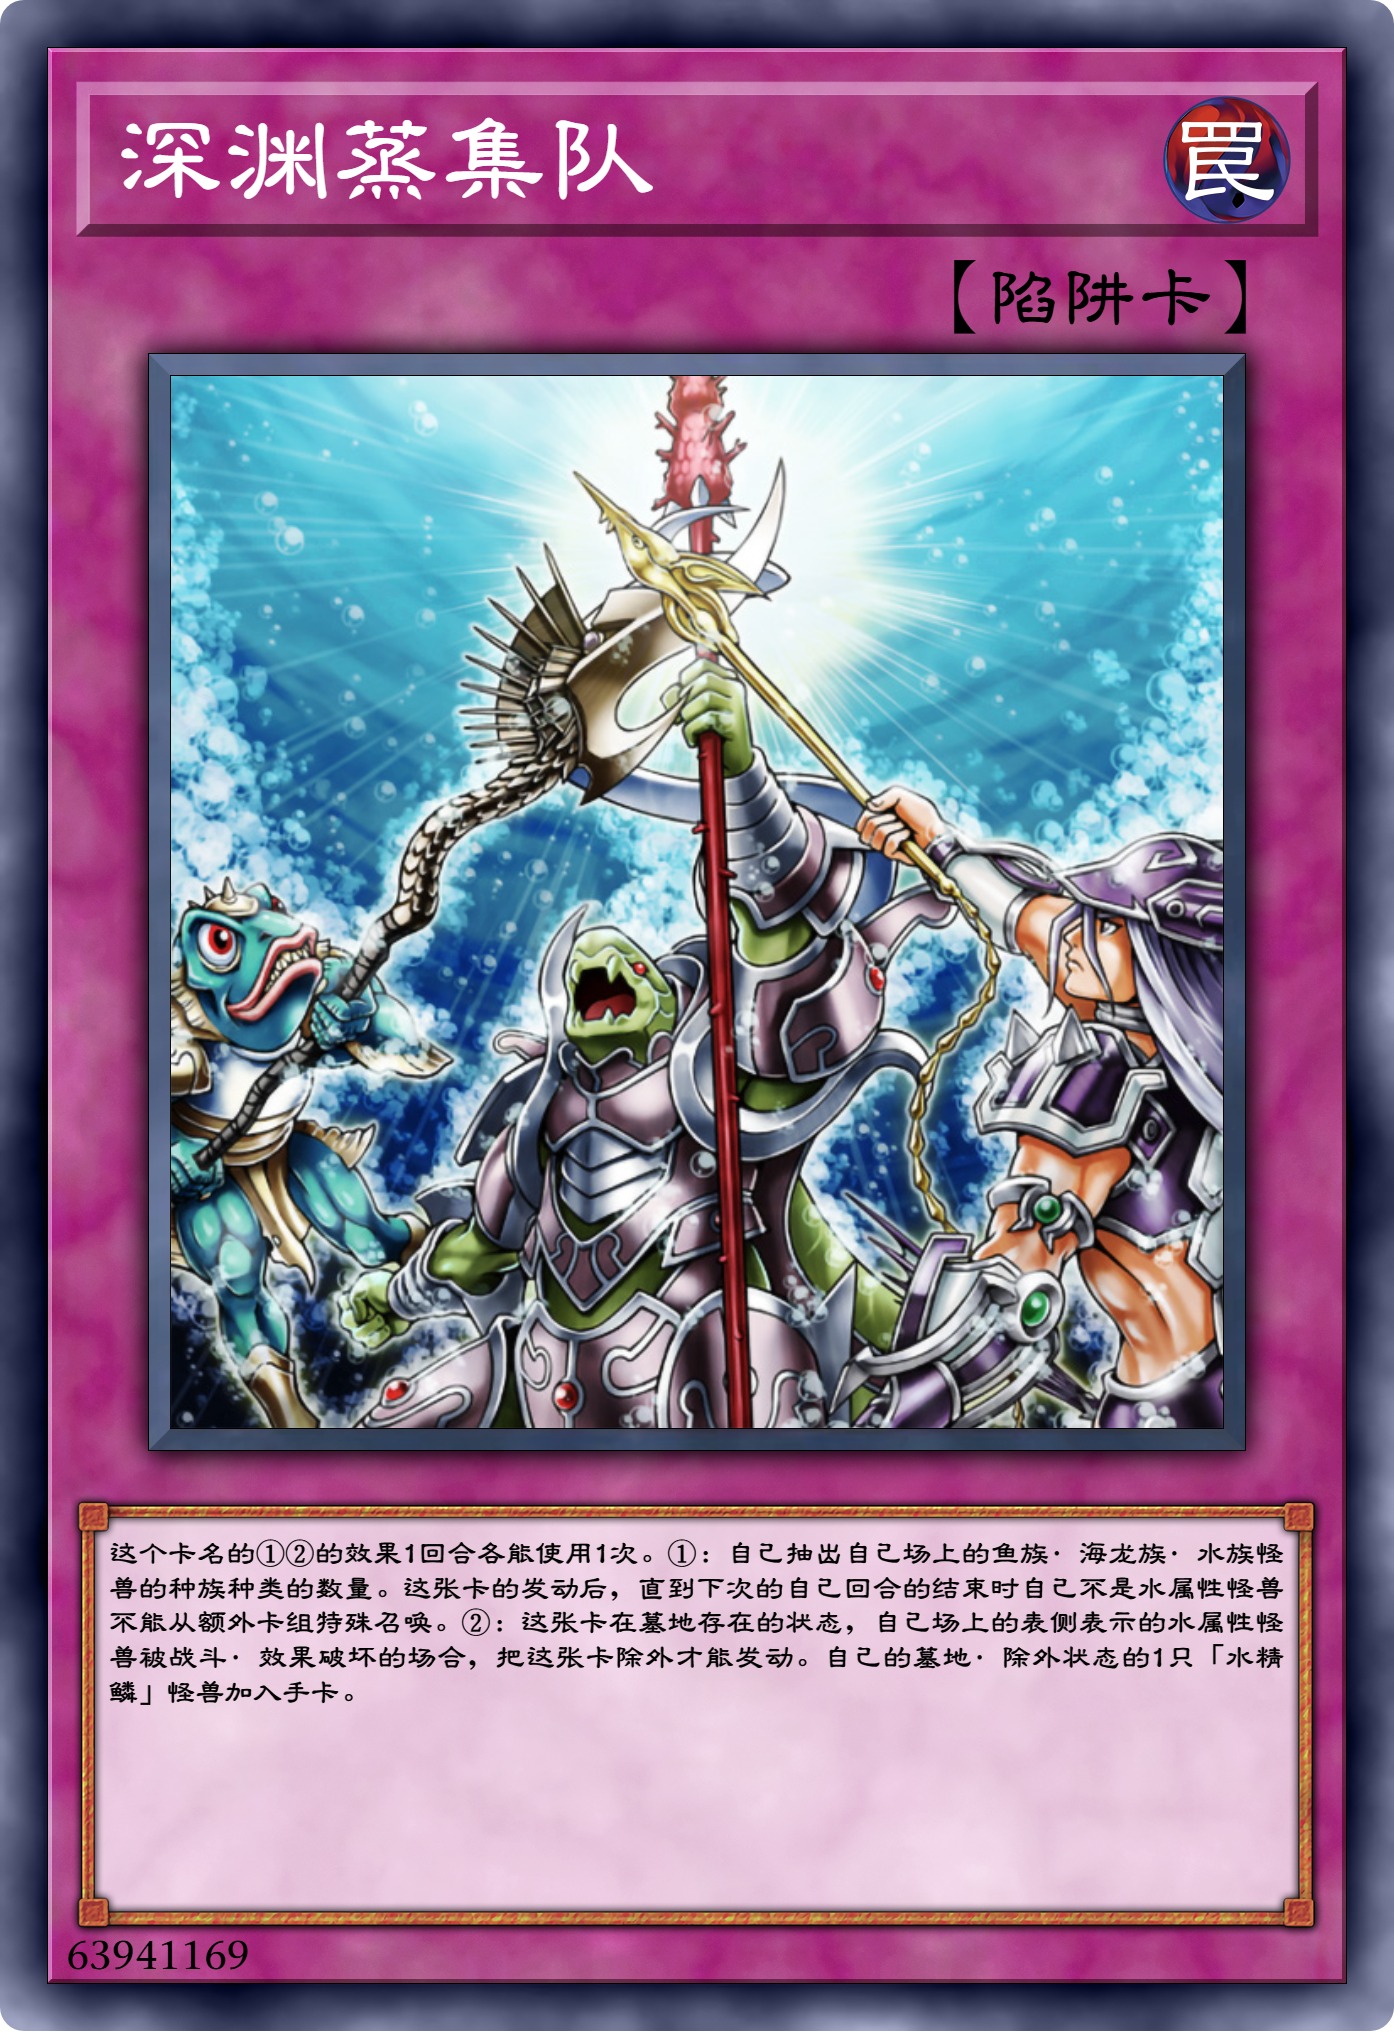 深渊蒸集队
罠
【陷阱卡】
这个卡名的①②的效果1回合各能使用1次。①：自己抽出自己场上的鱼族·海龙族·水族怪
兽的种族种类的数量。这张卡的发动后，直到下次的自己回合的结束时自己不是水属性怪兽
不能从额外卡组特殊召唤。②：这张卡在墓地存在的状态，自己场上的表侧表示的水属性怪
兽被战斗·效果破坏的场合，把这张卡除外才能发动。自己的墓地·除外状态的1只「水精
鳞」怪兽加入手卡。
63941169